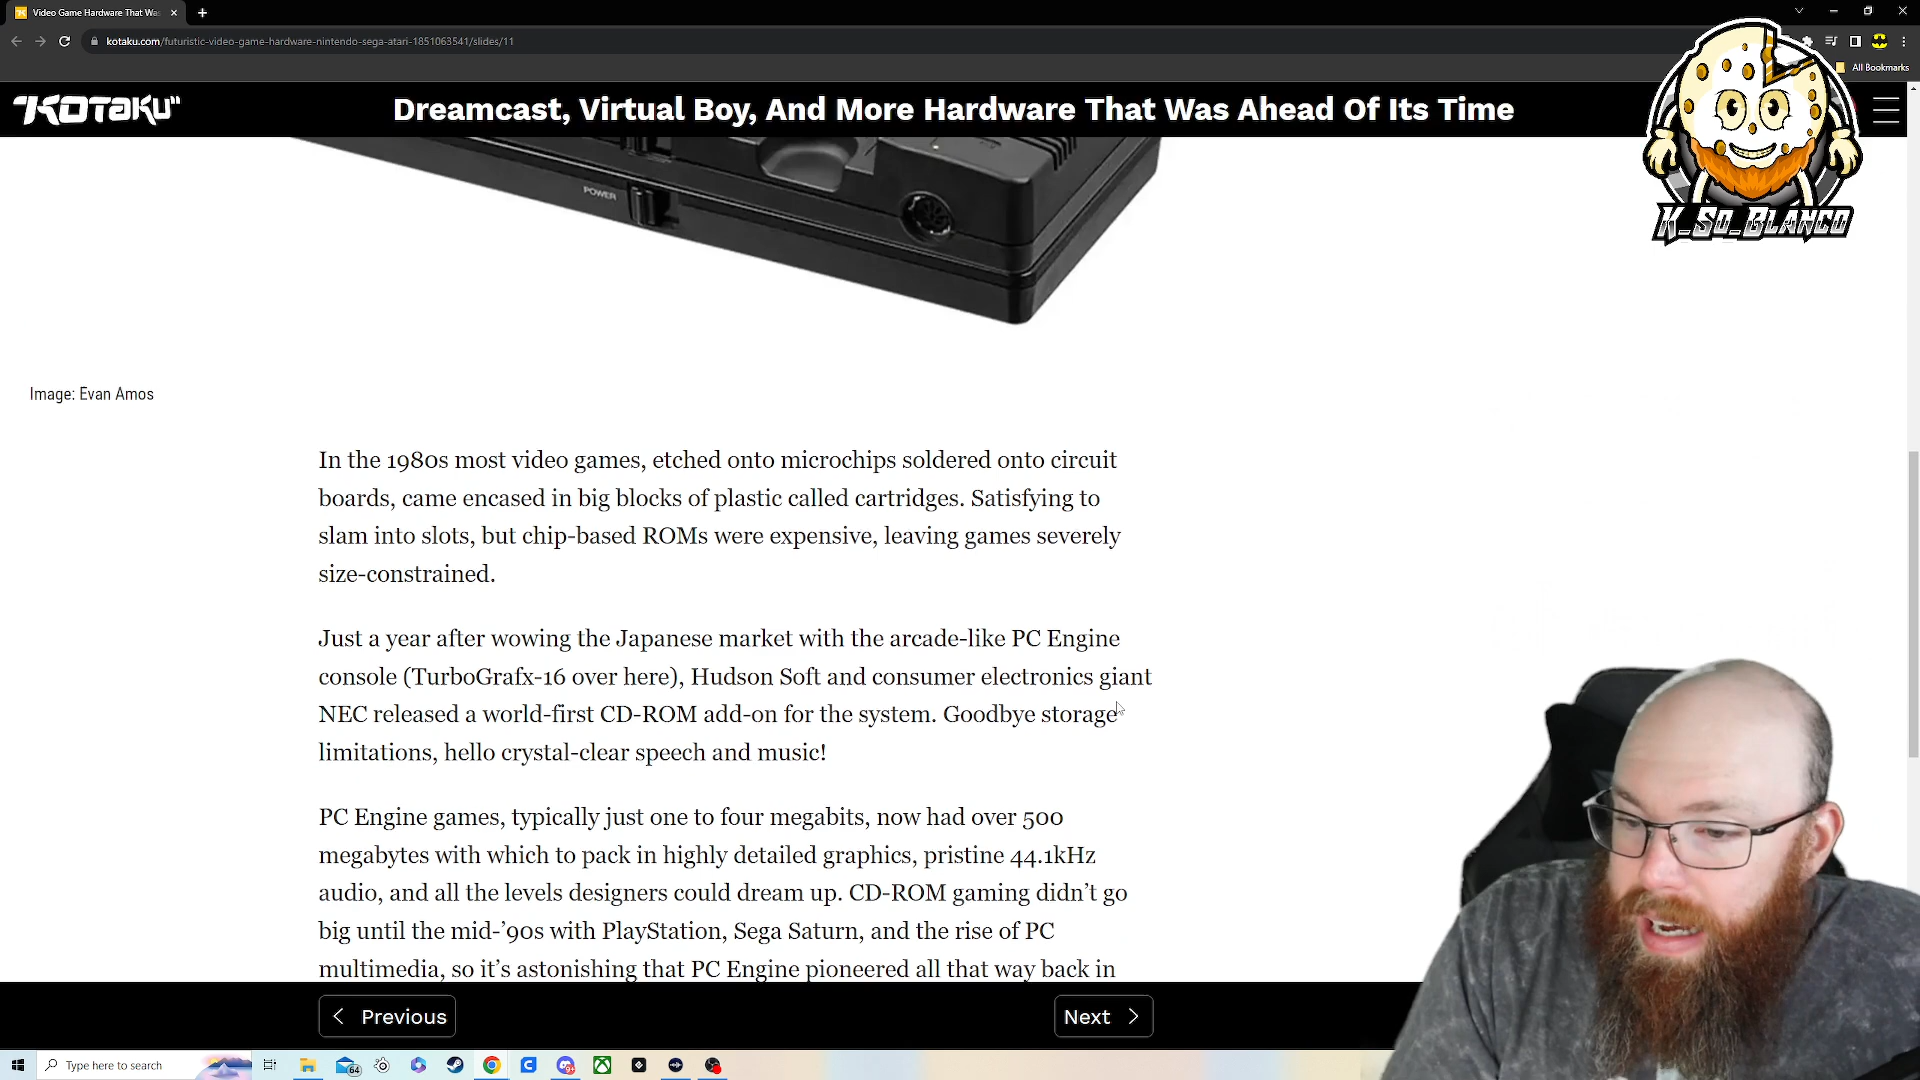 Video Game Hardware That Wa
kotaku.com/futuristic-video-game-hardware-nintendo-sega-atari-1851063541/slides/11
All Bookmarks
KOTAKU
Dreamcast, Virtual Boy, And More Hardware That Was Ahead Of Its Time
K_So_Blanco
POWER
Image: Evan Amos
In the 1980s most video games, etched onto microchips soldered onto circuit
boards, came encased in big blocks of plastic called cartridges. Satisfying to
slam into slots, but chip-based ROMs were expensive, leaving games severely
size-constrained.
Just a year after wowing the Japanese market with the arcade-like PC Engine
console (TurboGrafx-16 over here), Hudson Soft and consumer electronics giant
NEC released a world-first CD-ROM add-on for the system. Goodbye storage
limitations, hello crystal-clear speech and music!
PC Engine games, typically just one to four megabits, now had over 500
megabytes with which to pack in highly detailed graphics, pristine 44.1kHz
audio, and all the levels designers could dream up. CD-ROM gaming didn't go
big until the mid-'90s with PlayStation, Sega Saturn, and the rise of PC
multimedia, so it's astonishing that PC Engine pioneered all that way back in
Previous
Next
Type here to search
64
9+